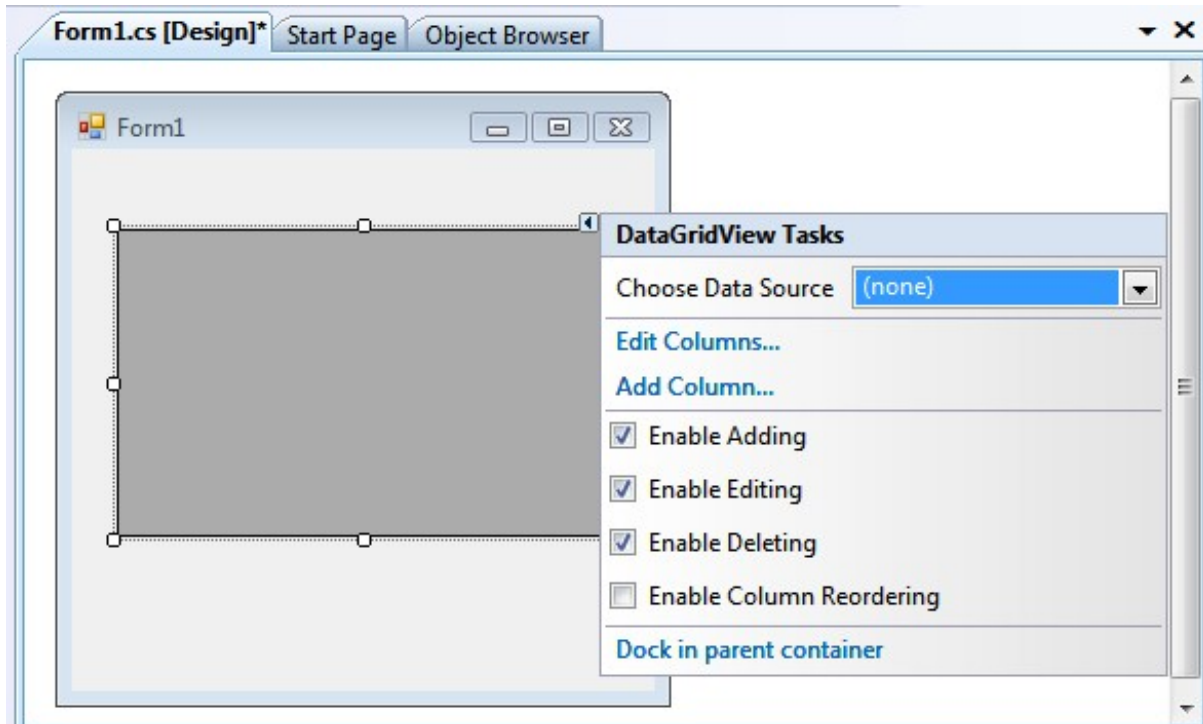 Form1.cs [Design]* Start Page Object Browser
Form1
DataGridView Tasks
Choose Data Source (none)
Edit Columns...
Add Column...
Enable Adding
Enable Editing
Enable Deleting
Enable Column Reordering
Dock in parent container